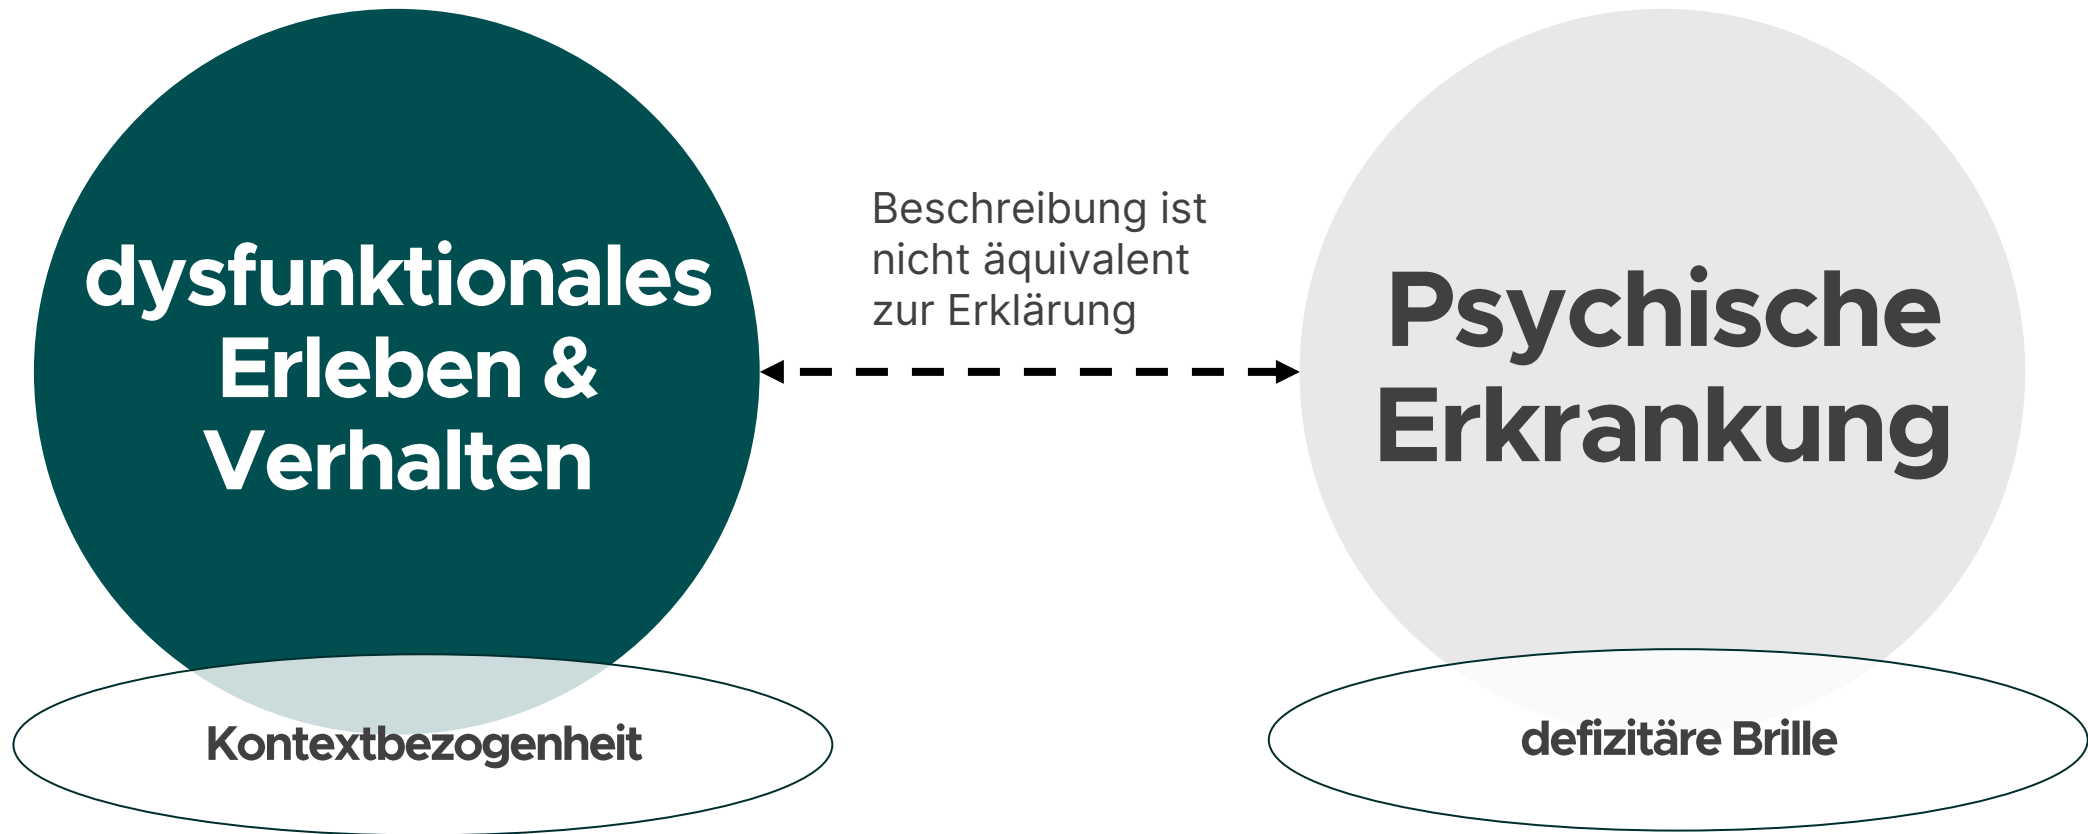 dysfunktionales
Erleben &
Verhalten
Kontextbezogenheit
Beschreibung ist
nicht äquivalent
zur Erklärung
Psychische
Erkrankung
defizitäre Brille